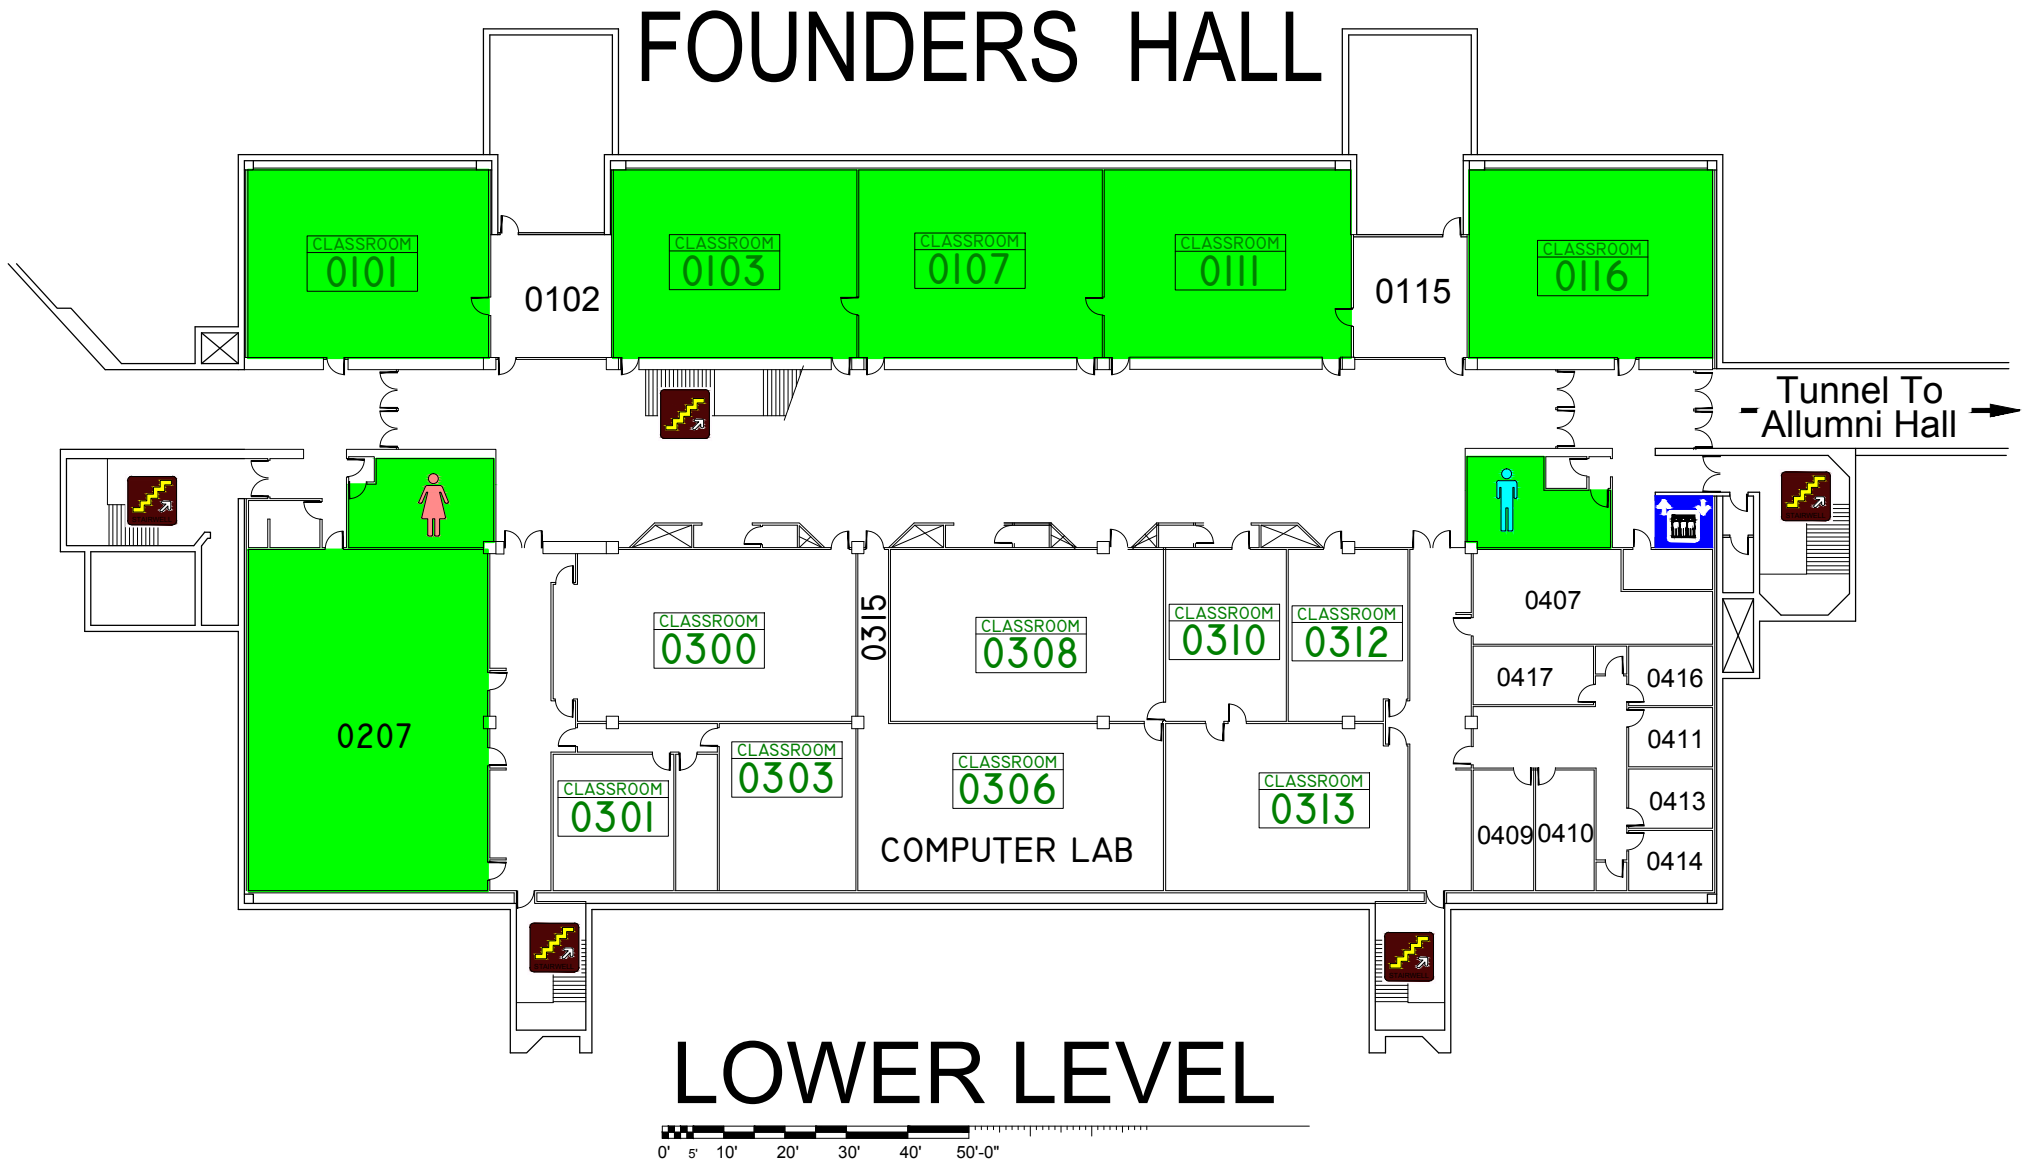 FOUNDERS HALL
CLASSROOM
0101
0102
CLASSROOM
0103
CLASSROOM
0107
CLASSROOM
0111
0115
CLASSROOM
0116
Tunnel To
Allumni Hall
CLASSROOM
0300
0315
CLASSROOM
0308
CLASSROOM
0310
CLASSROOM
0312
0407
0417
0416
0207
0411
CLASSROOM
0301
CLASSROOM
0303
CLASSROOM
0306
COMPUTER LAB
CLASSROOM
0313
0409
0410
0413
0414
LOWER LEVEL
0' 5' 10' 20' 30' 40' 50'-0"